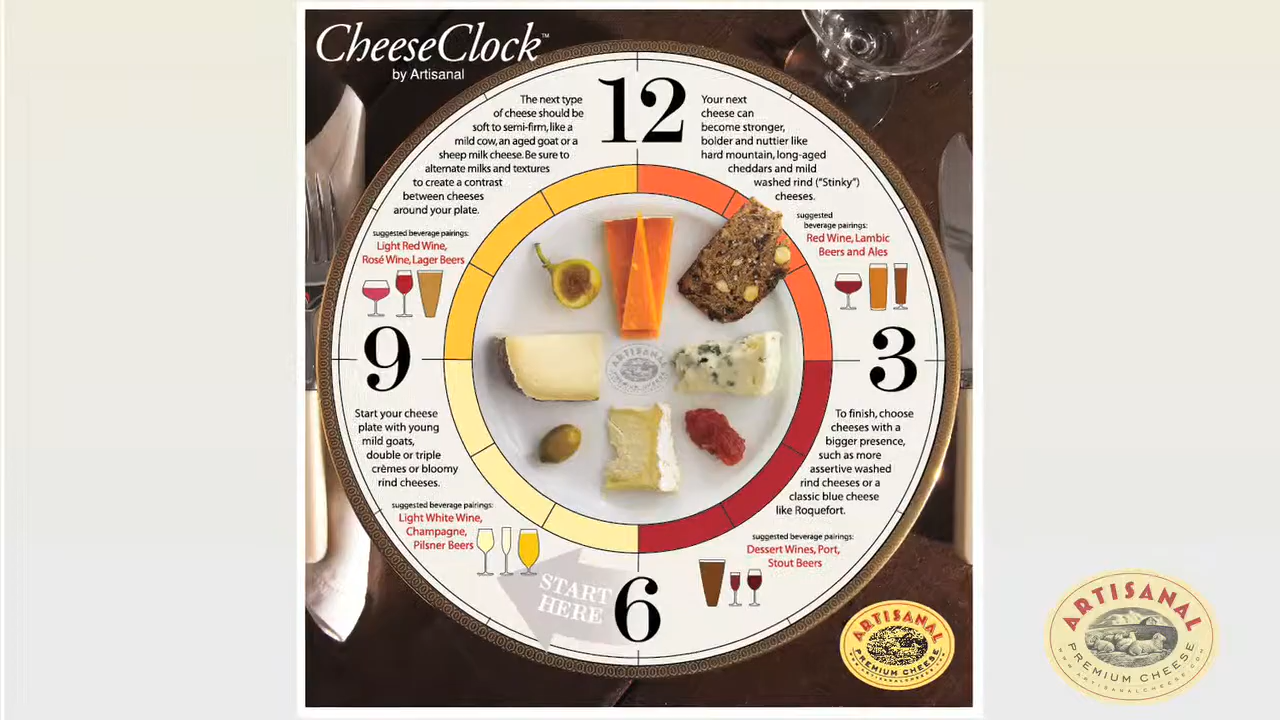 CheeseClock™
by Artisanal
12
The next type
of cheese should be
soft to semi-firm, like a
mild cow, an aged goat or a
sheep milk cheese. Be sure to
alternate milks and textures
to create a contrast
between cheeses
around your plate.
suggested beverage pairings:
Light Red Wine,
Rosé Wine, Lager Beers
Your next
cheese can
become stronger,
bolder and nuttier like
hard mountain, long-aged
cheddars and mild
washed rind ("Stinky")
cheeses.
suggested
beverage pairings:
Red Wine, Lambic
Beers and Ales
9
3
ARTISANAL
PREMIUM CHEESE
Start your cheese
plate with young
mild goats,
double or triple
crèmes or bloomy
rind cheeses.
suggested beverage pairings:
Light White Wine,
Champagne,
Pilsner Beers
To finish, choose
cheeses with a
bigger presence,
such as more
assertive washed
rind cheeses or a
classic blue cheese
like Roquefort.
suggested beverage pairings:
Dessert Wines, Port,
Stout Beers
START
HERE
6
ARTISANAL
PREMIUM CHEESE
ARTISANAL
PREMIUM CHEESE
WWW.ARTISANALCHEESE.COM